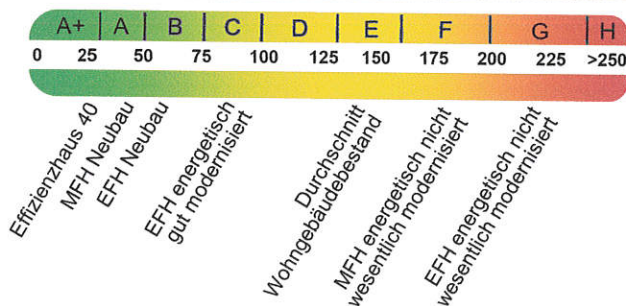 A+ A B C D E F G H
0 25 50 75 100 125 150 175 200 225 >250
Effizienzhaus 40
MFH Neubau
EFH Neubau
EFH energetisch
gut modernisiert
Durchschnitt
Wohngebäudebestand
MFH energetisch nicht
wesentlich modernisiert
EFH energetisch nicht
wesentlich modernisiert